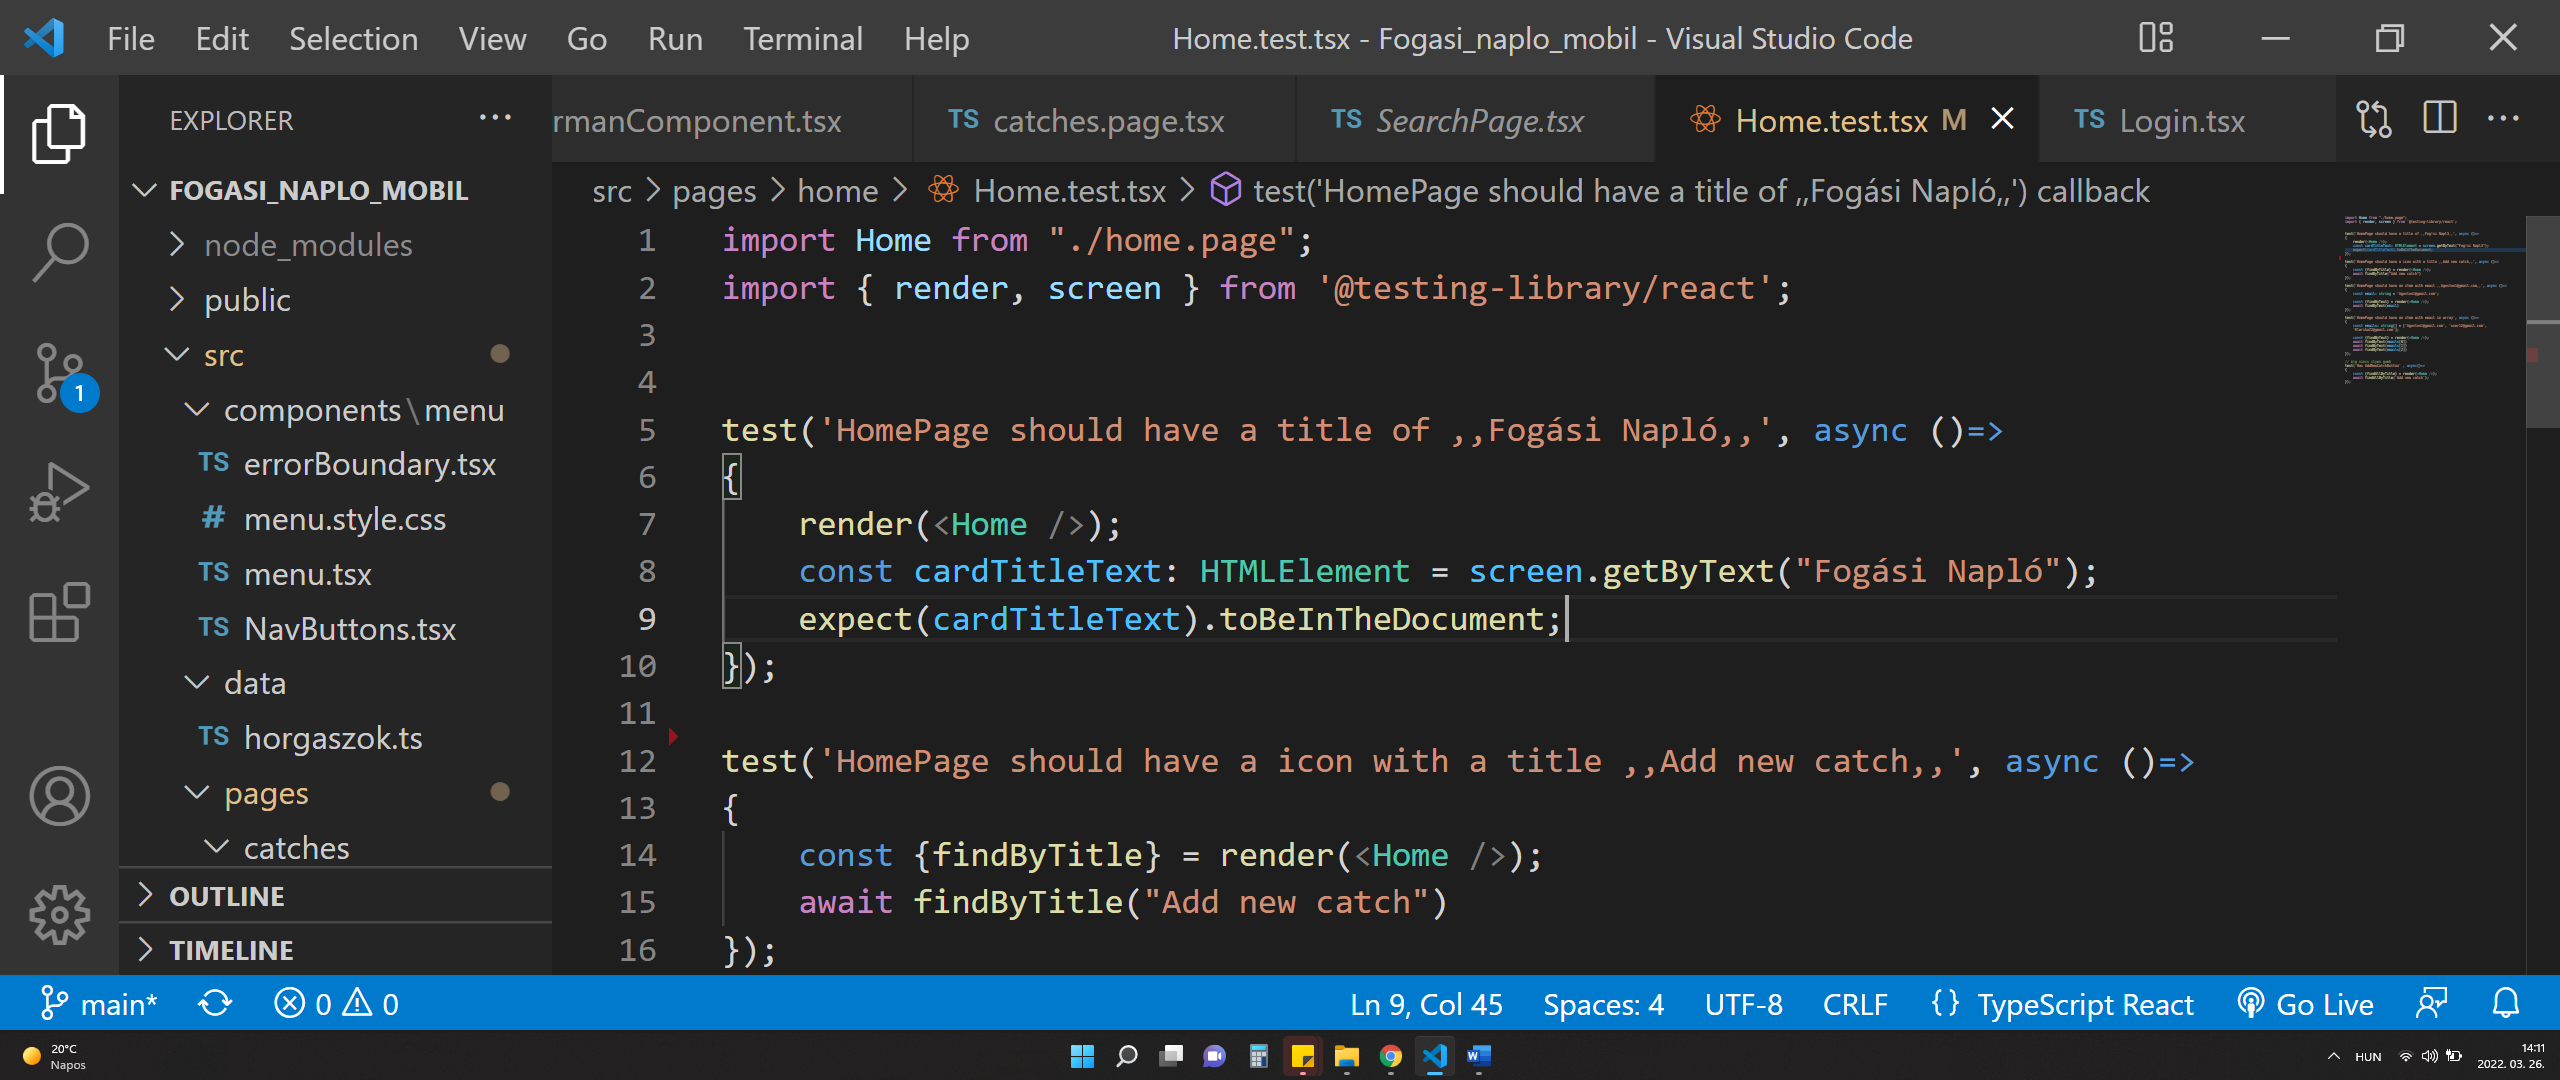 File Edit Selection View Go Run Terminal Help
Home.test.tsx - Fogasi_naplo_mobil - Visual Studio Code
EXPLORER
rmanComponent.tsx
TS catches.page.tsx
TS SearchPage.tsx
Home.test.tsx M
TS Login.tsx
src > pages > home > Home.test.tsx > test('HomePage should have a title of ,,Fogási Napló,,') callback
FOGASI_NAPLO_MOBIL
node_modules
public
src
components\menu
TS errorBoundary.tsx
# menu.style.css
TS menu.tsx
TS NavButtons.tsx
data
TS horgaszok.ts
pages
catches
OUTLINE
TIMELINE
1
1 import Home from "./home.page";
2 import { render, screen } from '@testing-library/react';
3
4
5 test('HomePage should have a title of ,,Fogási Napló,,', async ()=>
6 {
7 render(<Home />);
8 const cardTitleText: HTMLElement = screen.getByText("Fogási Napló");
9 expect(cardTitleText).toBeInTheDocument;
10 });
11
12 test('HomePage should have a icon with a title ,,Add new catch,,', async ()=>
13 {
14 const {findByTitle} = render(<Home />);
15 await findByTitle("Add new catch")
16 });
main* 0 0
Ln 9, Col 45 Spaces: 4 UTF-8 CRLF {} TypeScript React Go Live
20°C
Napos
HUN
14:11
2022. 03. 26.